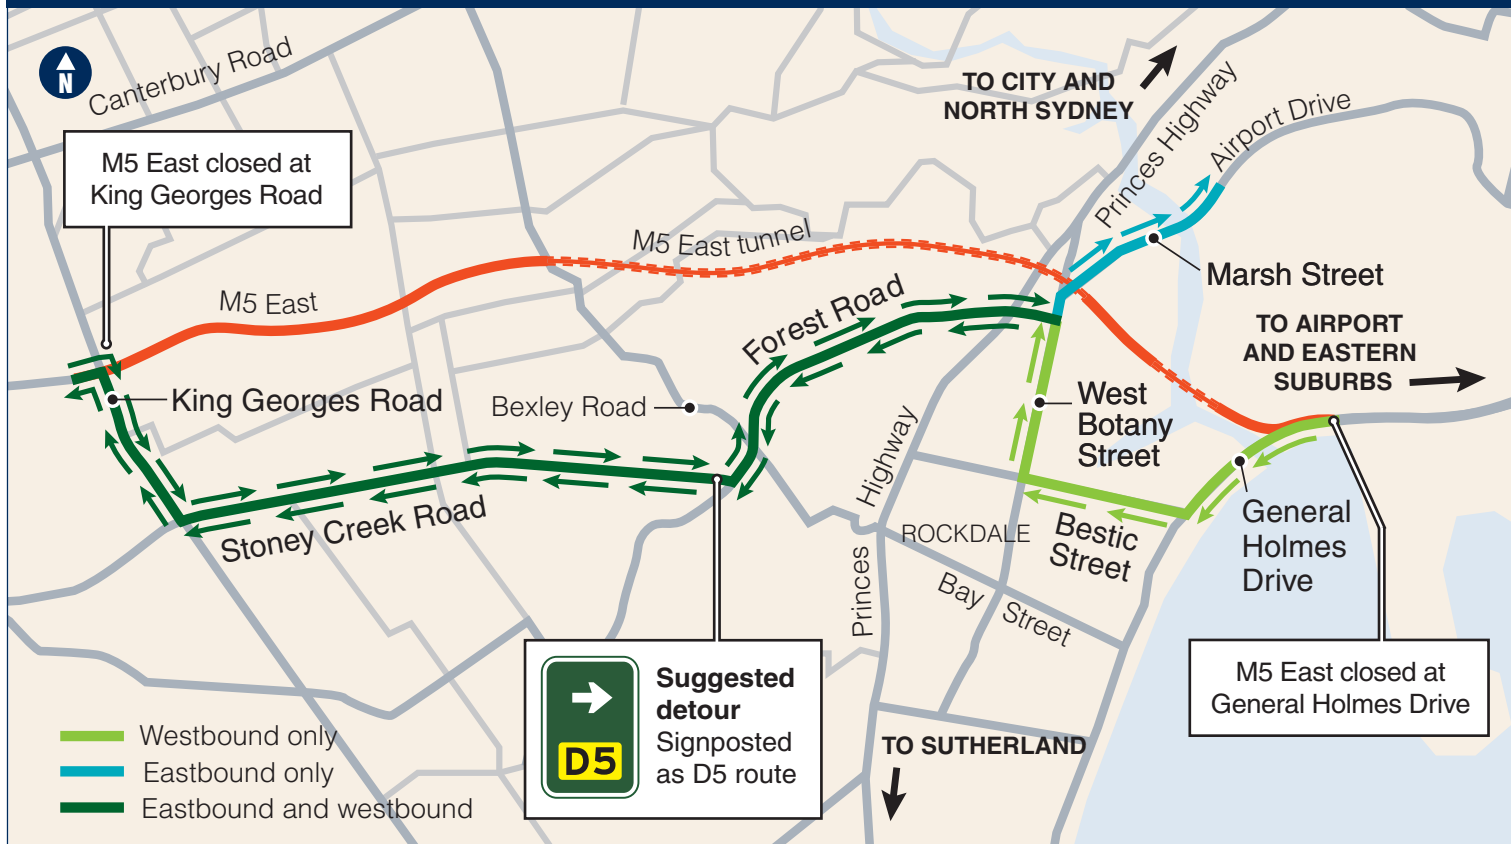 N
Canterbury Road
TO CITY AND
NORTH SYDNEY
Princes Highway
Airport Drive
M5 East closed at
King Georges Road
M5 East tunnel
M5 East
Marsh Street
Forest Road
TO AIRPORT
AND EASTERN
SUBURBS
King Georges Road
Bexley Road
West
Botany
Street
Highway
Stoney Creek Road
ROCKDALE
Bestic
Street
General
Holmes
Drive
Princes
Bay Street
Suggested
detour
Signposted
as D5 route
D5
M5 East closed at
General Holmes Drive
TO SUTHERLAND
Westbound only
Eastbound only
Eastbound and westbound